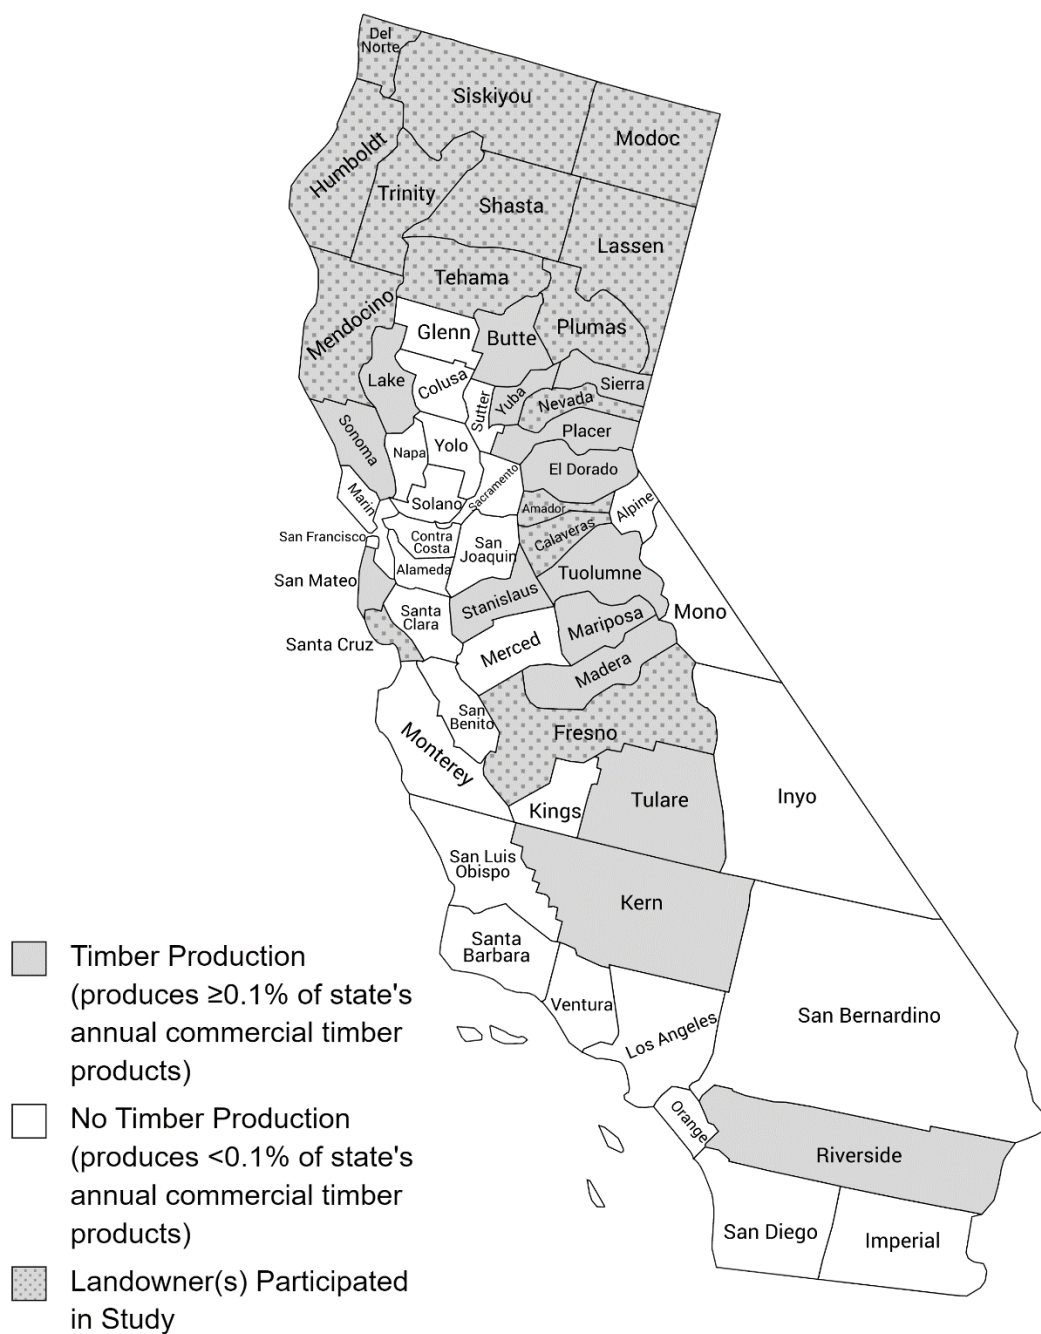 Del
Norte
Siskiyou
Modoc
Humboldt
Trinity
Shasta
Lassen
Tehama
Mendocino
Glenn
Butte
Plumas
Lake
Colusa
Sutter
Yuba
Sierra
Nevada
Placer
Sonoma
Napa
Yolo
El Dorado
Sacramento
Marin
Solano
Amador
Alpine
San Francisco
Contra
Costa
San
Joaquin
Calaveras
Alameda
San Mateo
Tuolumne
Santa
Clara
Stanislaus
Mariposa
Mono
Santa Cruz
Merced
Madera
San
Benito
Fresno
Monterey
Kings
Tulare
Inyo
San Luis
Obispo
Kern
Santa
Barbara
Ventura
Los Angeles
San Bernardino
Orange
Riverside
San Diego
Imperial
Timber Production
(produces ≥0.1% of state's
annual commercial timber
products)
No Timber Production
(produces <0.1% of state's
annual commercial timber
products)
Landowner(s) Participated
in Study